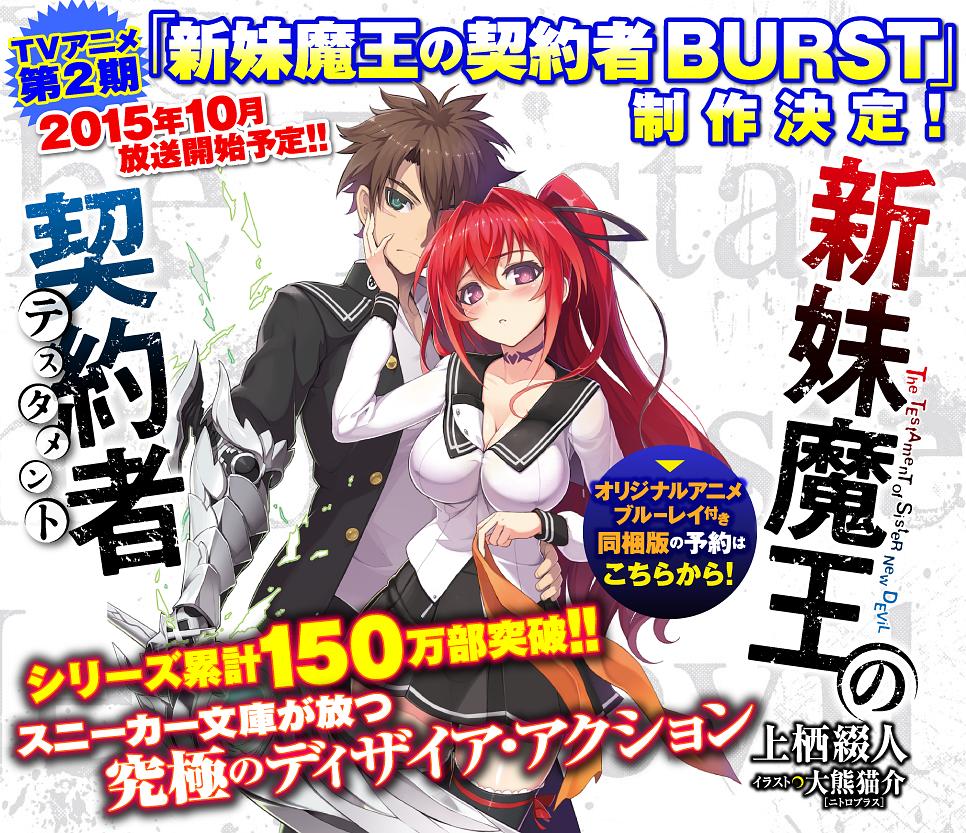 TVアニメ
第2期
「新妹魔王の契約者 BURST」
制作決定!
2015年10月
放送開始予定!!
新妹魔王の
The TEstAmenT of SisteR New DEViL
契約者
テスタメント
オリジナルアニメ
ブルーレイ付き
同梱版の予約は
こちらから!
シリーズ累計150万部突破!!
スニーカー文庫が放つ
究極のディザイア・アクション
上栖綴人
イラスト 大熊猫介
[ニトロプラス]